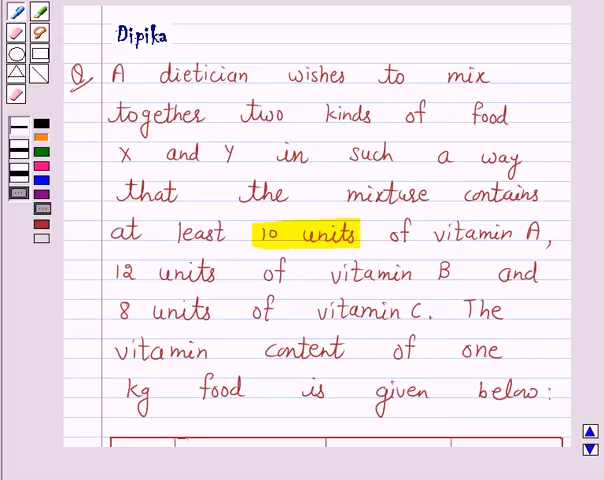 Dipika
Q A dietician wishes to mix
together two kinds of food
X and Y in such a way
that the mixture contains
at least 10 units of vitamin A,
12 units of vitamin B and
8 units of vitamin C. The
vitamin content of one
kg food is given below: